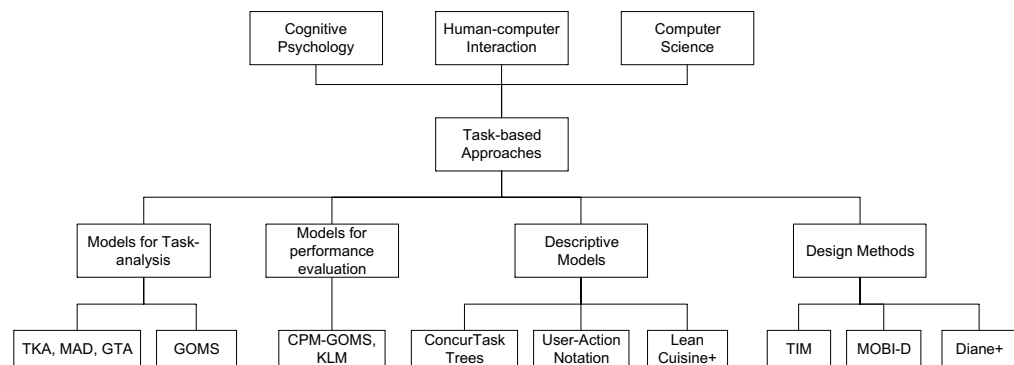 Cognitive
Psychology
Human-computer
Interaction
Computer
Science
Task-based
Approaches
Models for Task-
analysis
Models for
performance
evaluation
Descriptive
Models
Design Methods
TKA, MAD, GTA
GOMS
CPM-GOMS,
KLM
ConcurTask
Trees
User-Action
Notation
Lean
Cuisine+
TIM
MOBI-D
Diane+